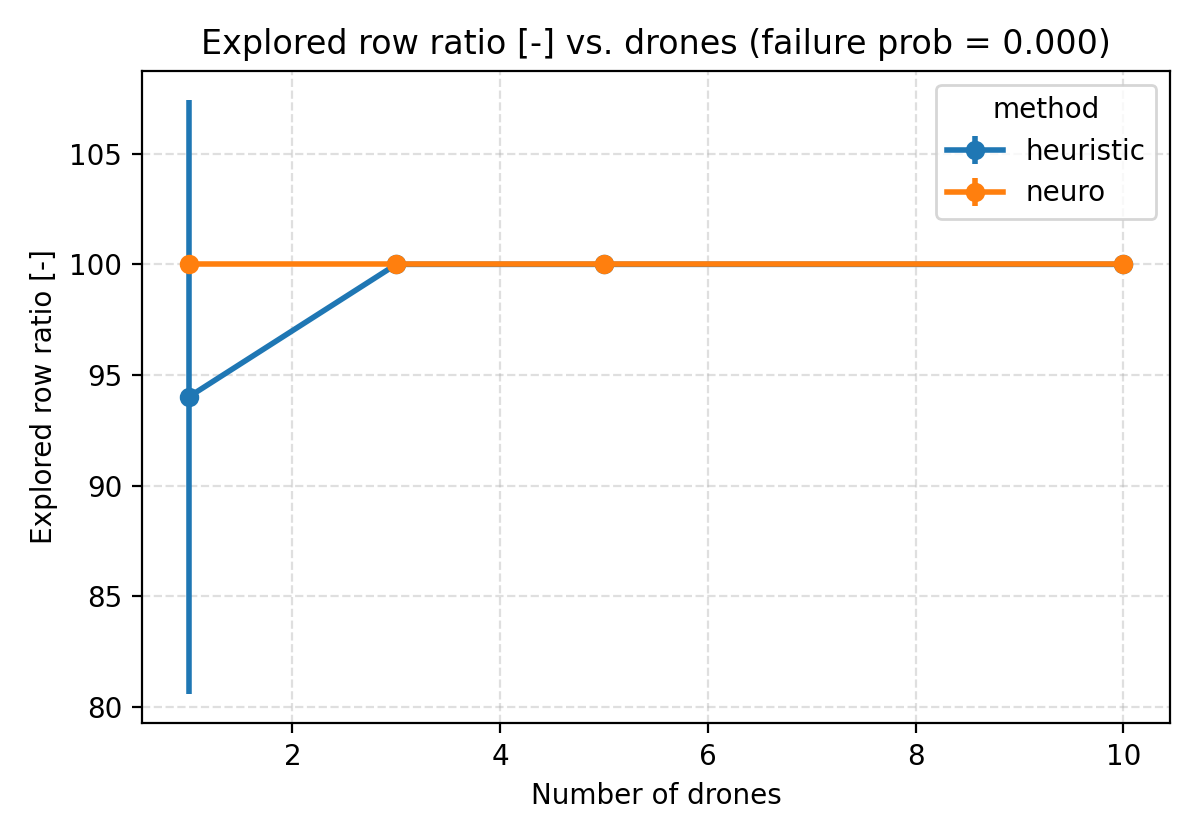 Explored row ratio [-] vs. drones (failure prob = 0.000)
method
heuristic
neuro
Explored row ratio [-]
105
100
95
90
85
80
2
4
6
8
10
Number of drones